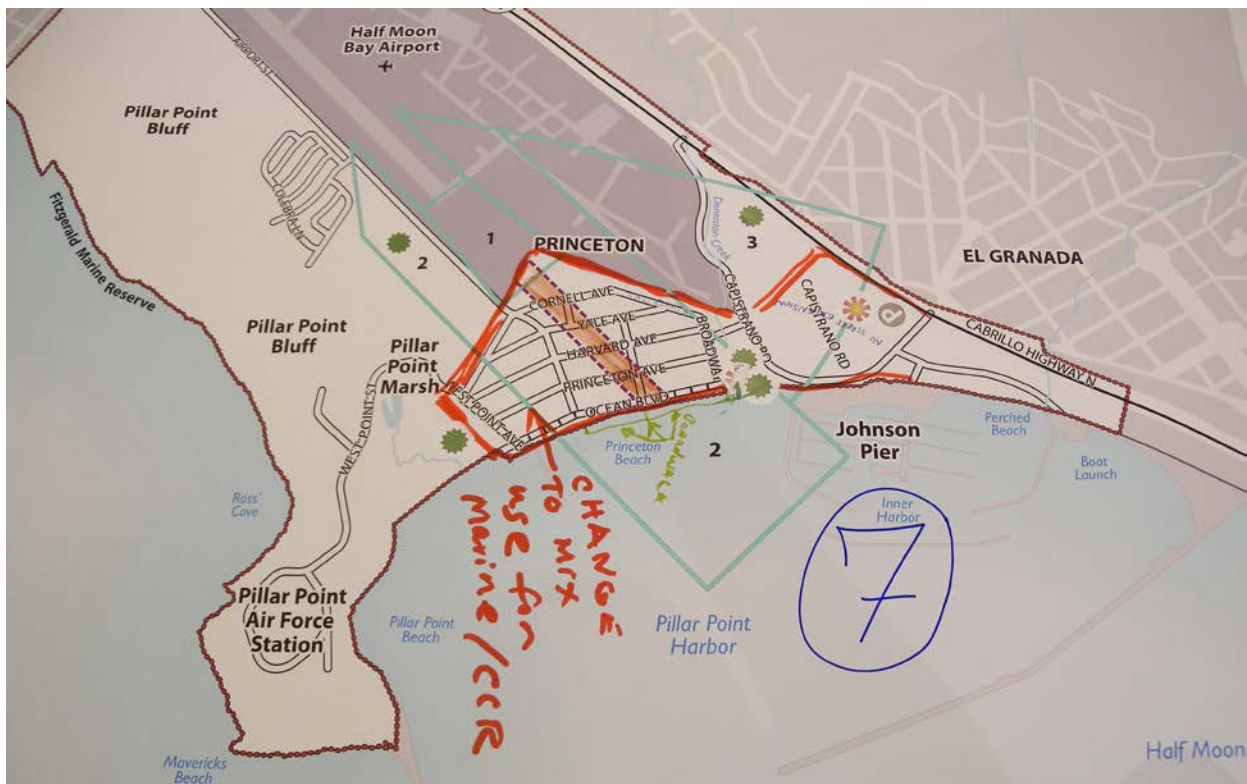 Half Moon
Bay Airport
AIRPORT ST
Pillar Point
Bluff
Fitzgerald Marine Reserve
Denniston Creek
3
1
PRINCETON
2
EL GRANADA
CORNELL AVE
YALE AVE
HARVARD AVE
PRINCETON AVE
OCEAN BLVD
BROADWAY
CAPISTRANO RD
CAPISTRANO RD
NO STREET EXTENSION
P
CABRILLO HIGHWAY N
Pillar Point
Bluff
Pillar
Point
Marsh
WEST POINT AVE
WEST POINT ST
Boardwalk
Princeton
Beach
2
Johnson
Pier
Perched
Beach
Boat
Launch
Inner
Harbor
Ross'
Cove
CHANGE
TO MIX
USE for
Marine/CCR
7
Pillar Point
Air Force
Station
Pillar Point
Beach
Pillar Point
Harbor
Mavericks
Beach
Half Moon